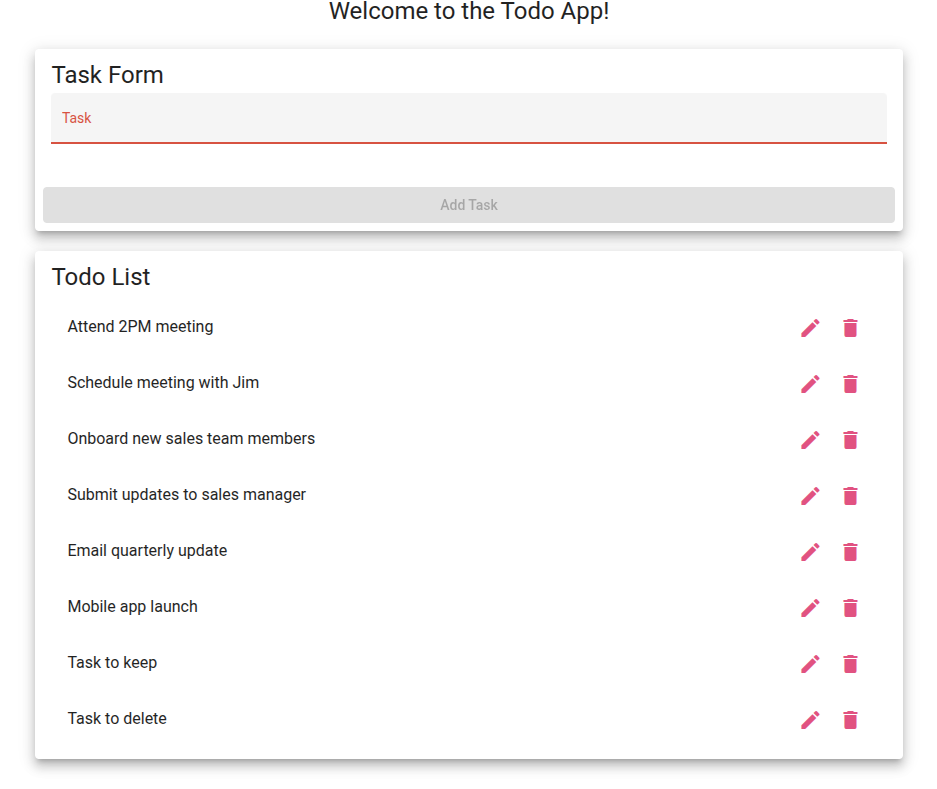 Welcome to the Todo App!
Task Form
Task
Add Task
Todo List
Attend 2PM meeting
Schedule meeting with Jim
Onboard new sales team members
Submit updates to sales manager
Email quarterly update
Mobile app launch
Task to keep
Task to delete